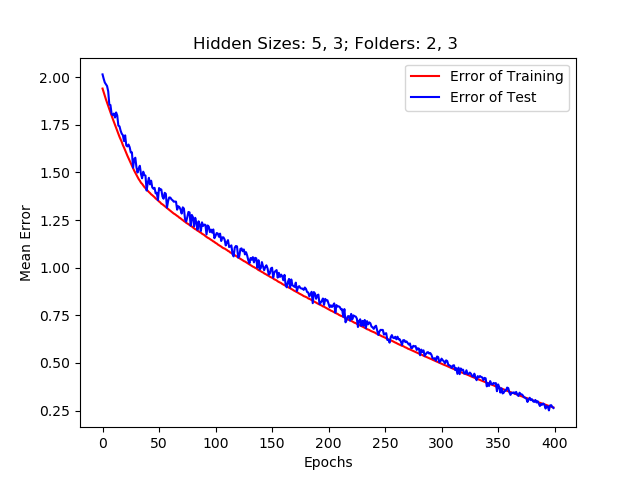 Hidden Sizes: 5, 3; Folders: 2, 3
Error of Training
Error of Test
Mean Error
2.00
1.75
1.50
1.25
1.00
0.75
0.50
0.25
0 50 100 150 200 250 300 350 400
Epochs